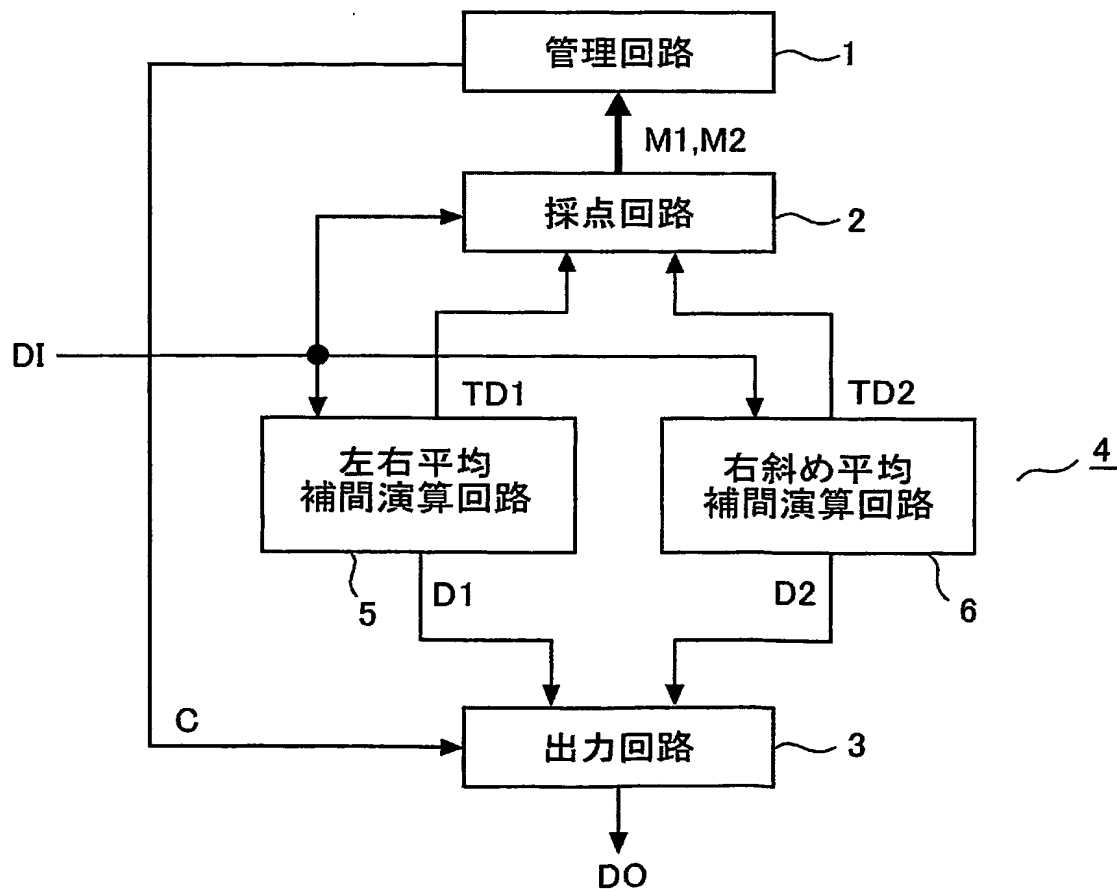 管理回路
1
M1,M2
採点回路
2
DI
TD1
TD2
左右平均
補間演算回路
右斜め平均
補間演算回路
4
5
D1
D2
6
C
出力回路
3
DO